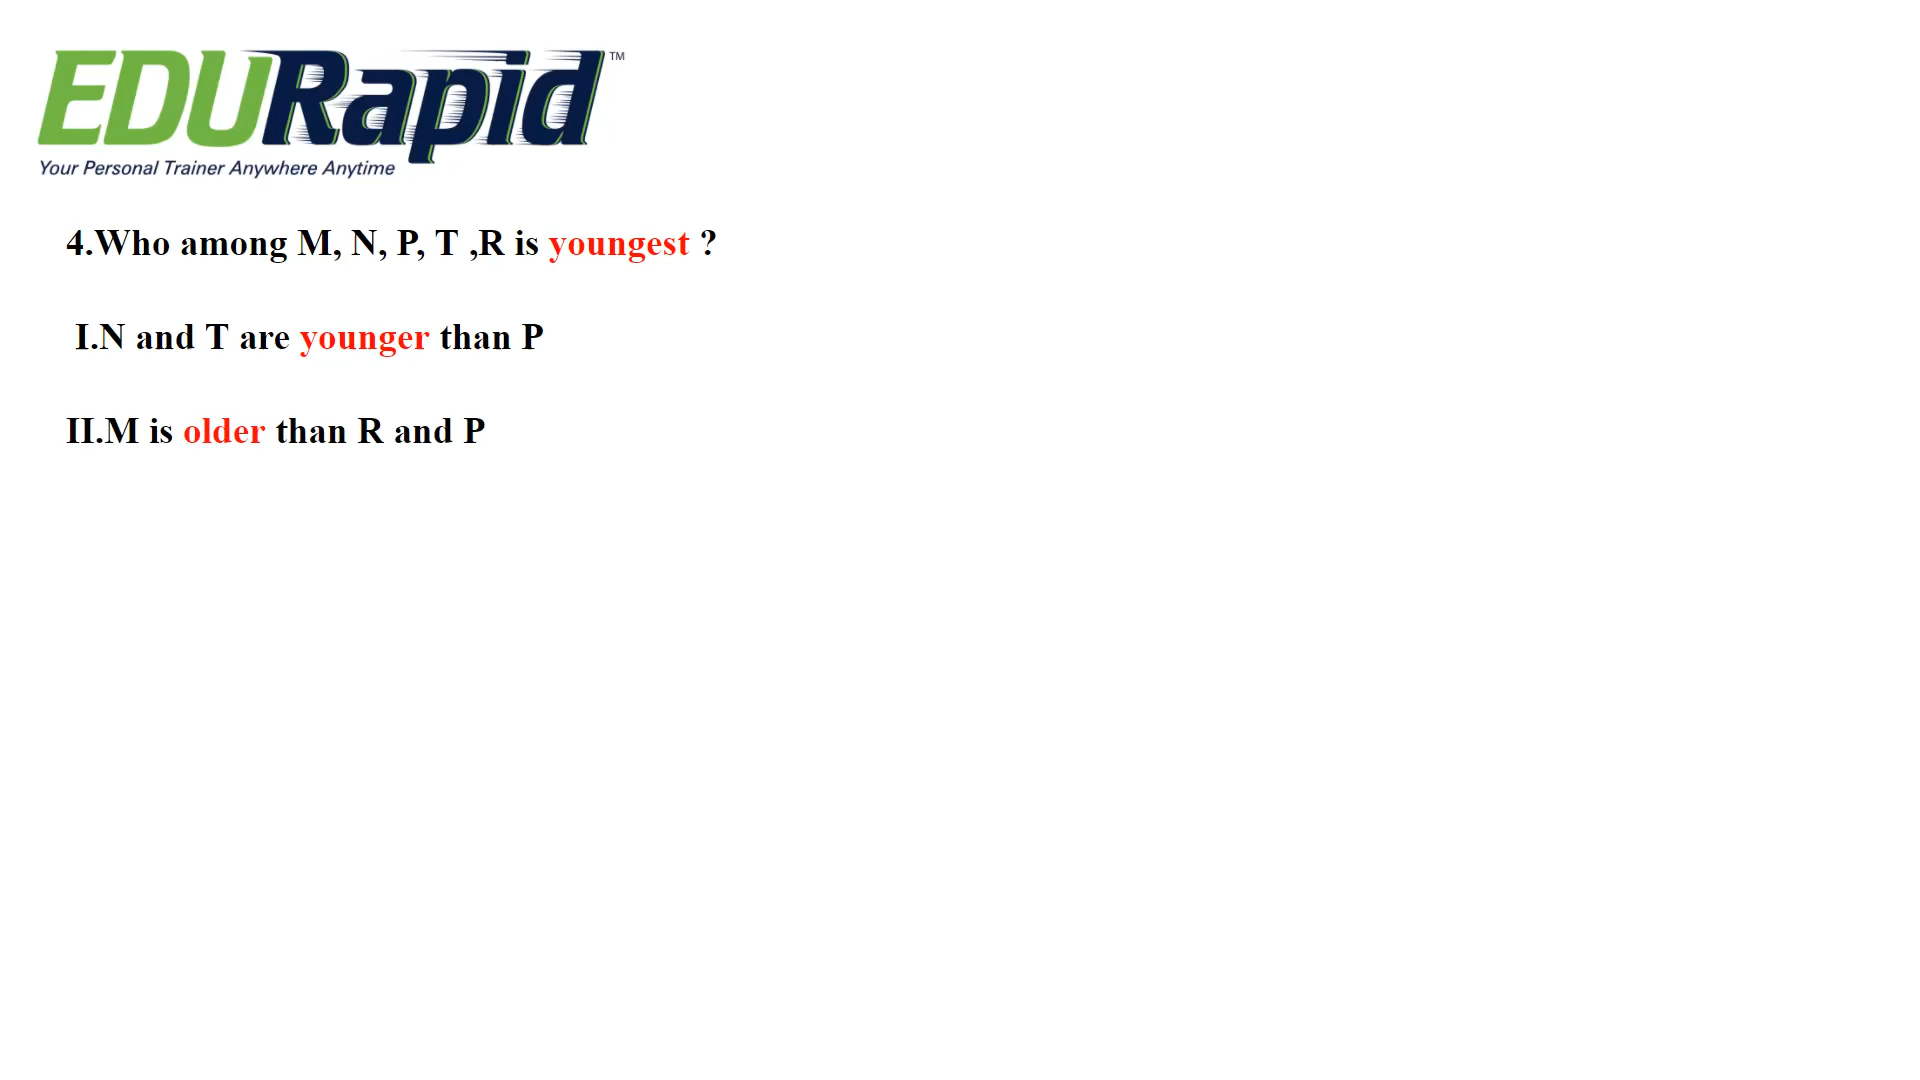 EDURapid™
Your Personal Trainer Anywhere Anytime
4.Who among M, N, P, T ,R is youngest ?
I.N and T are younger than P
II.M is older than R and P